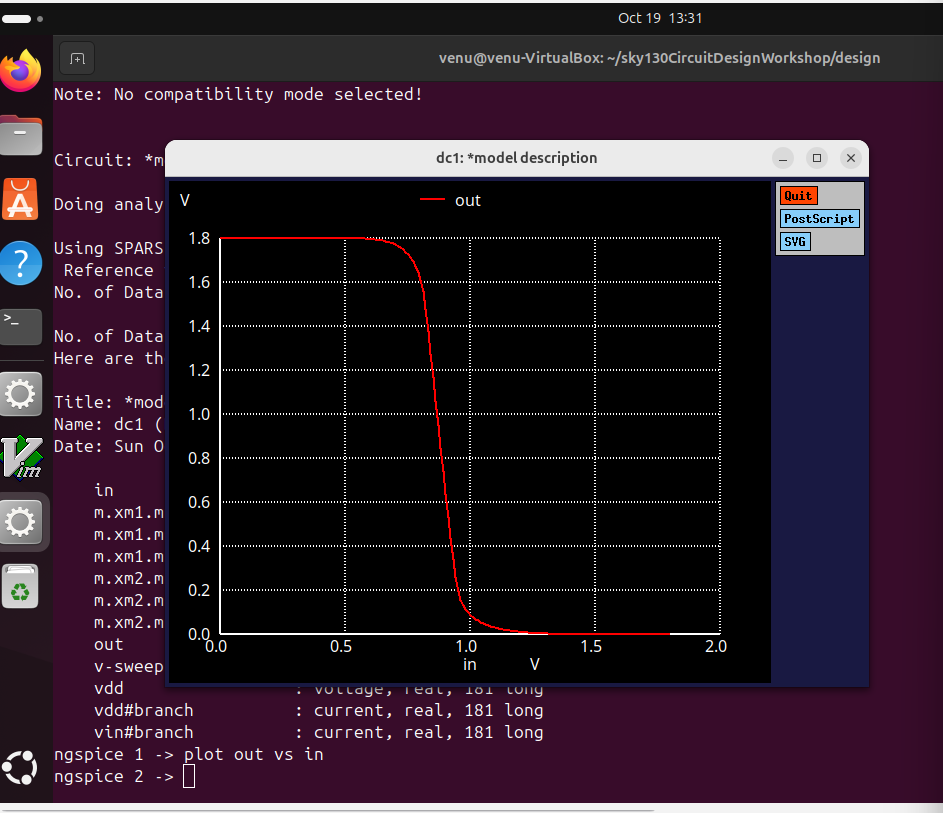 Oct 19 13:31
venu@venu-VirtualBox: ~/sky130CircuitDesignWorkshop/design
Note: No compatibility mode selected!
Circuit: *m
dc1: *model description
Doing analy
Using SPARS
Reference
No. of Data
No. of Data
Here are th
Title: *mod
Name: dc1 (
Date: Sun O
V
out
Quit
PostScript
SVG
1.8
1.6
1.4
1.2
1.0
0.8
0.6
0.4
0.2
0.0
0.0 0.5 1.0 1.5 2.0
in V
in
m.xm1.m
m.xm1.m
m.xm1.m
m.xm2.m
m.xm2.m
m.xm2.m
out
v-sweep
vdd : voltage, real, 181 long
vdd#branch : current, real, 181 long
vin#branch : current, real, 181 long
ngspice 1 -> plot out vs in
ngspice 2 ->
>_
?
Vim